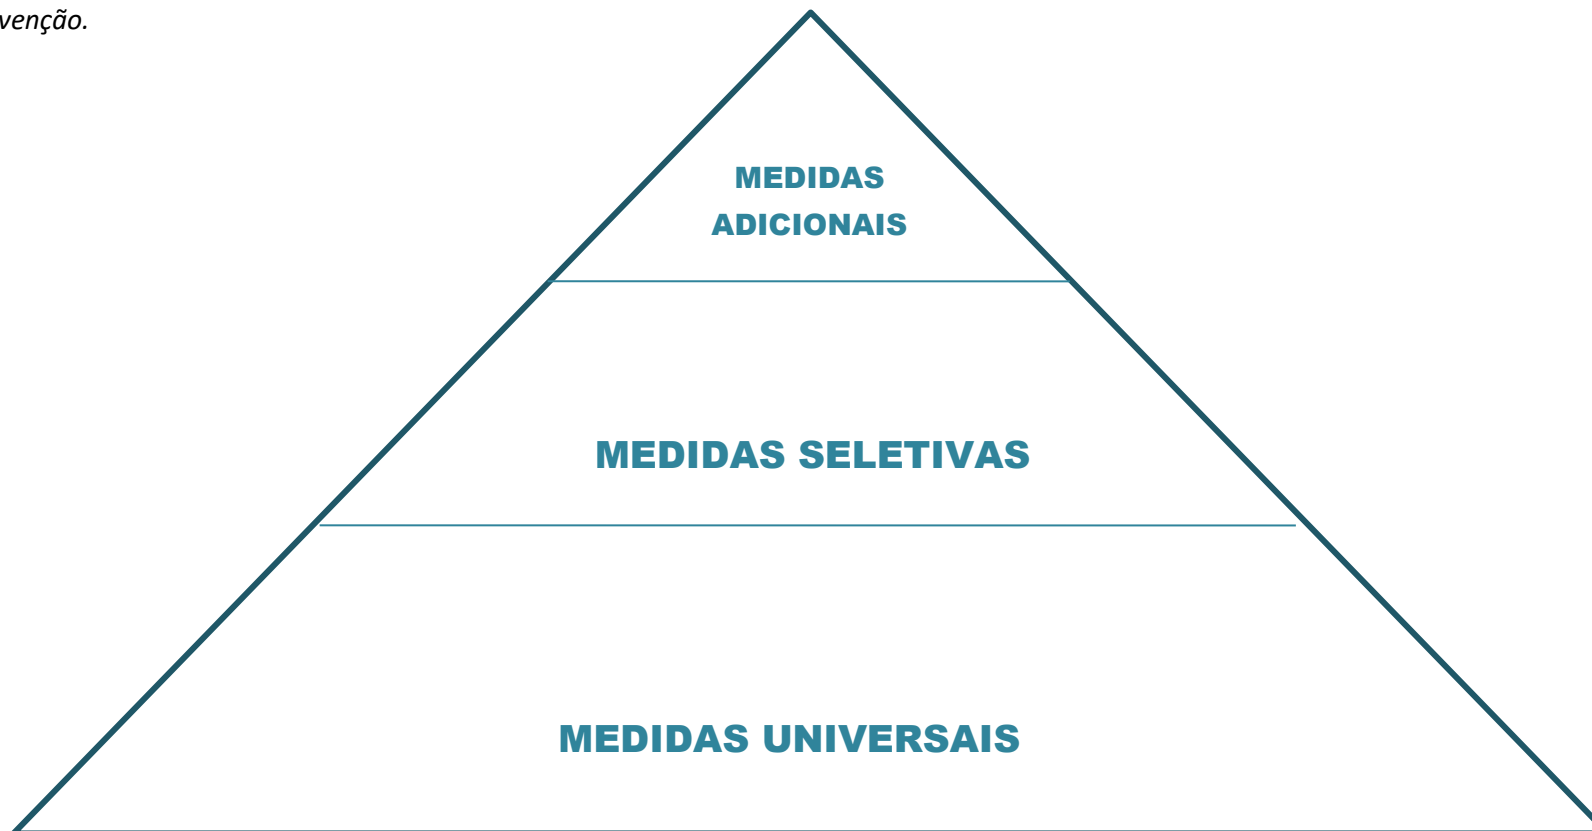 venção.
MEDIDAS
ADICIONAIS
MEDIDAS SELETIVAS
MEDIDAS UNIVERSAIS